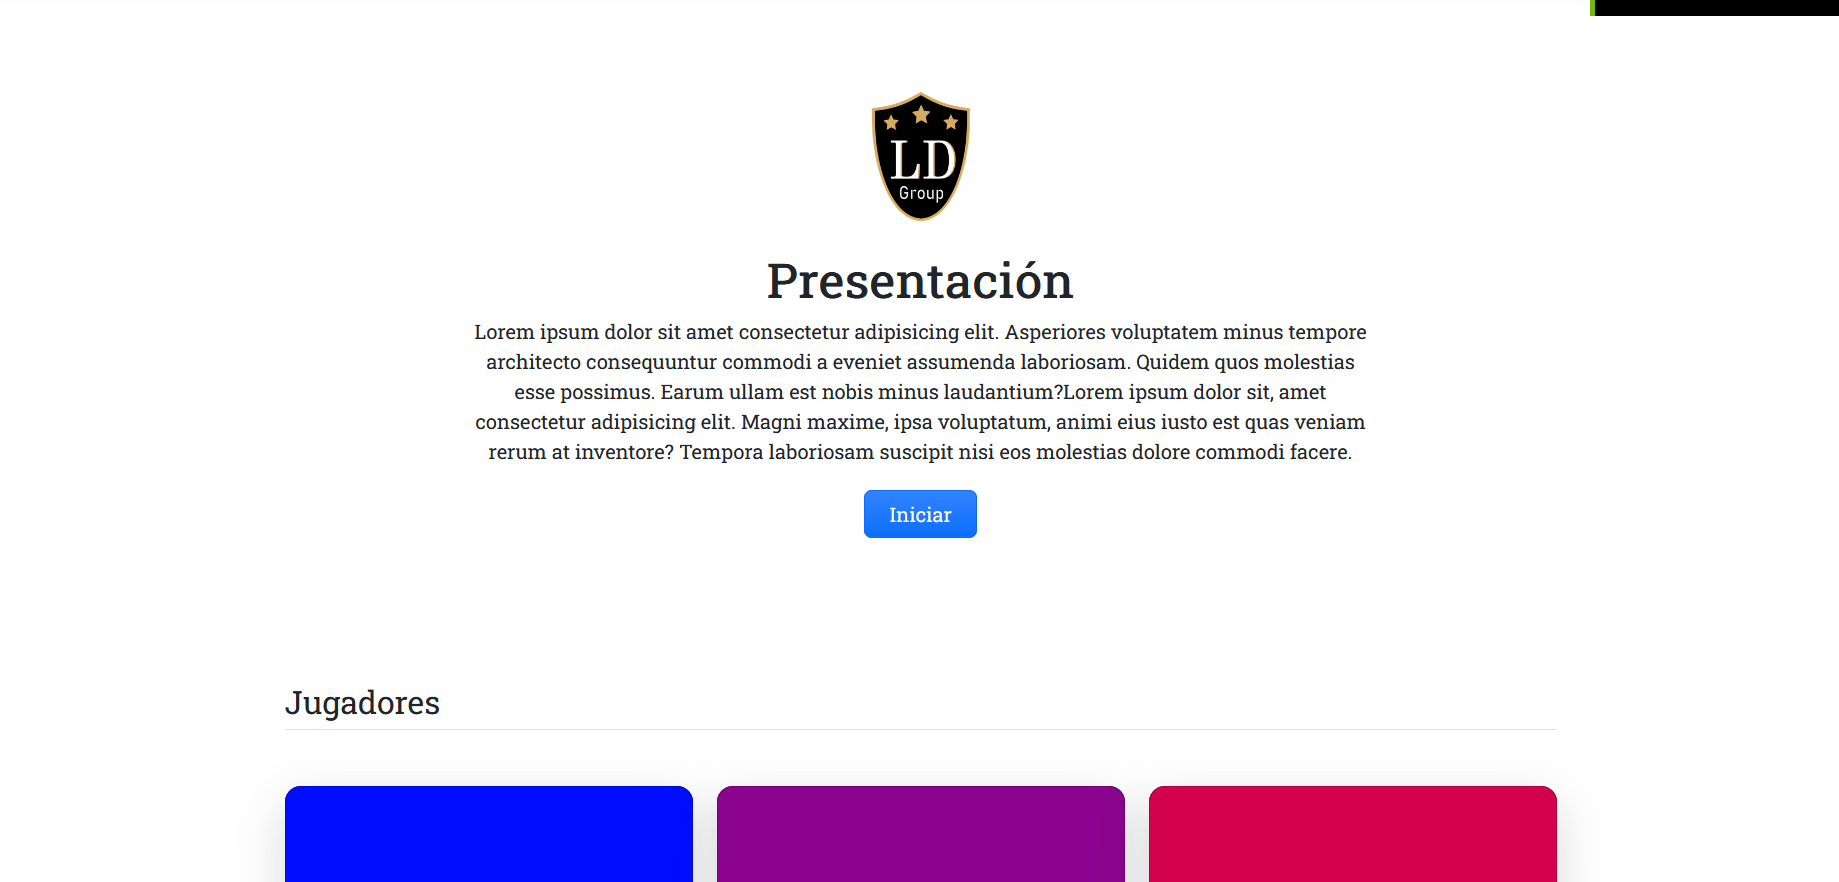 LD
Group
Presentación
Lorem ipsum dolor sit amet consectetur adipisicing elit. Asperiores voluptatem minus tempore
architecto consequuntur commodi a eveniet assumenda laboriosam. Quidem quos molestias
esse possimus. Earum ullam est nobis minus laudantium?Lorem ipsum dolor sit, amet
consectetur adipisicing elit. Magni maxime, ipsa voluptatum, animi eius iusto est quas veniam
rerum at inventore? Tempora laboriosam suscipit nisi eos molestias dolore commodi facere.
Iniciar
Jugadores